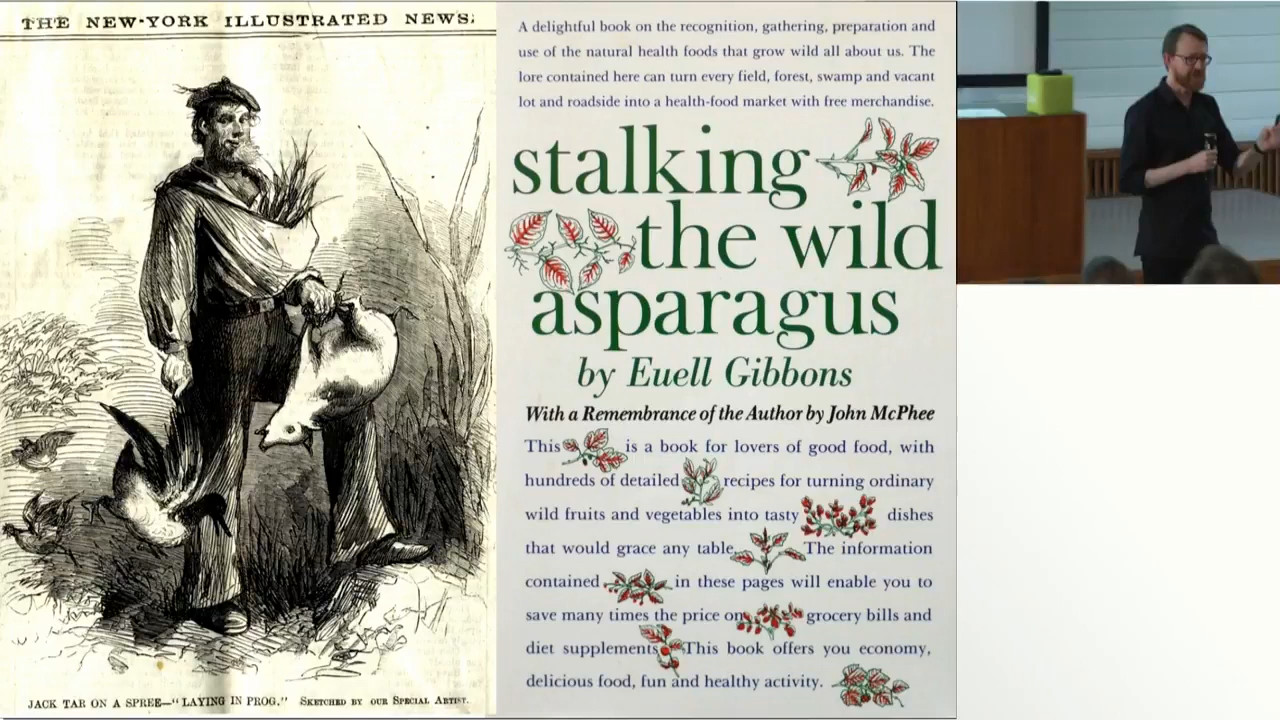 THE NEW-YORK ILLUSTRATED NEWS.
JACK TAR ON A SPREE—"LAYING IN PROG." SKETCHED BY OUR SPECIAL ARTIST.
A delightful book on the recognition, gathering, preparation and
use of the natural health foods that grow wild all about us. The
lore contained here can turn every field, forest, swamp and vacant
lot and roadside into a health-food market with free merchandise.
stalking
the wild
asparagus
by Euell Gibbons
With a Remembrance of the Author by John McPhee
This is a book for lovers of good food, with
hundreds of detailed recipes for turning ordinary
wild fruits and vegetables into tasty dishes
that would grace any table. The information
contained in these pages will enable you to
save many times the price on grocery bills and
diet supplements. This book offers you economy,
delicious food, fun and healthy activity.